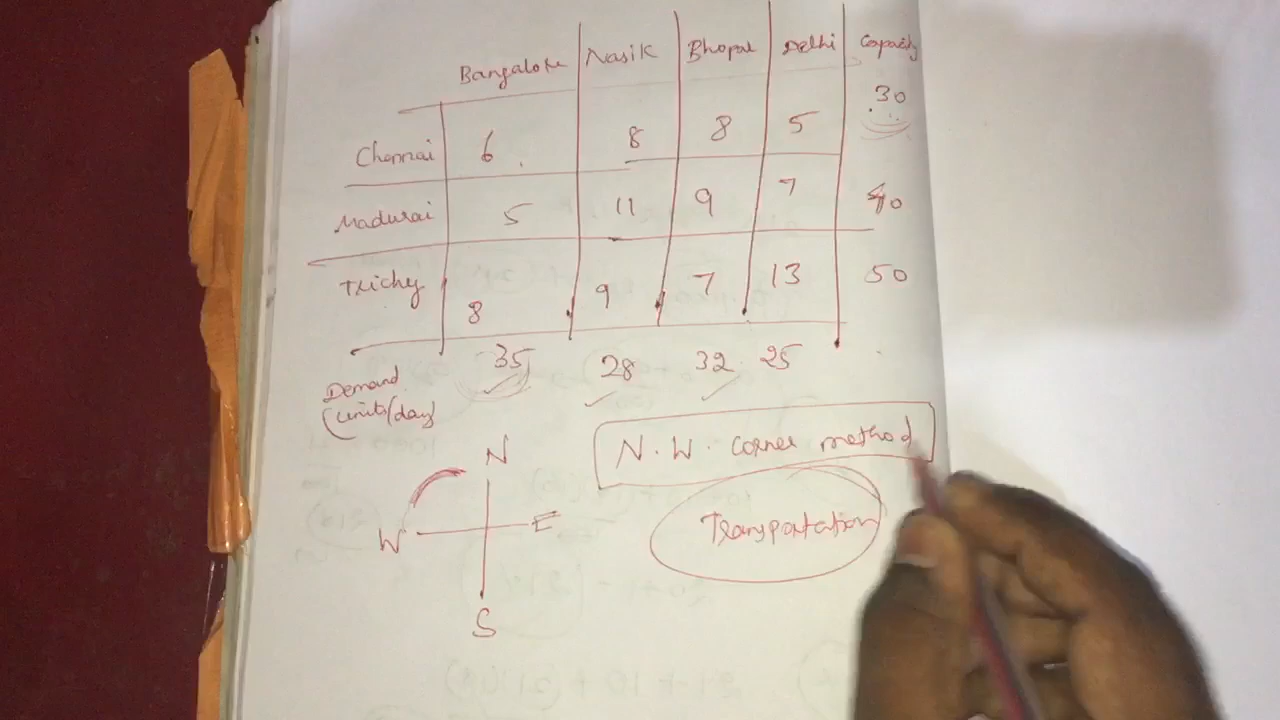 Bangalore Nasik Bhopal Delhi Capacity
30
Chennai 6 8 8 5
Madurai 5 11 9 7 40
Trichy 8 9 7 13 50
Demand 35 28 32 25
(units/day)
N. W. corner method
N
W E
S
Transportation